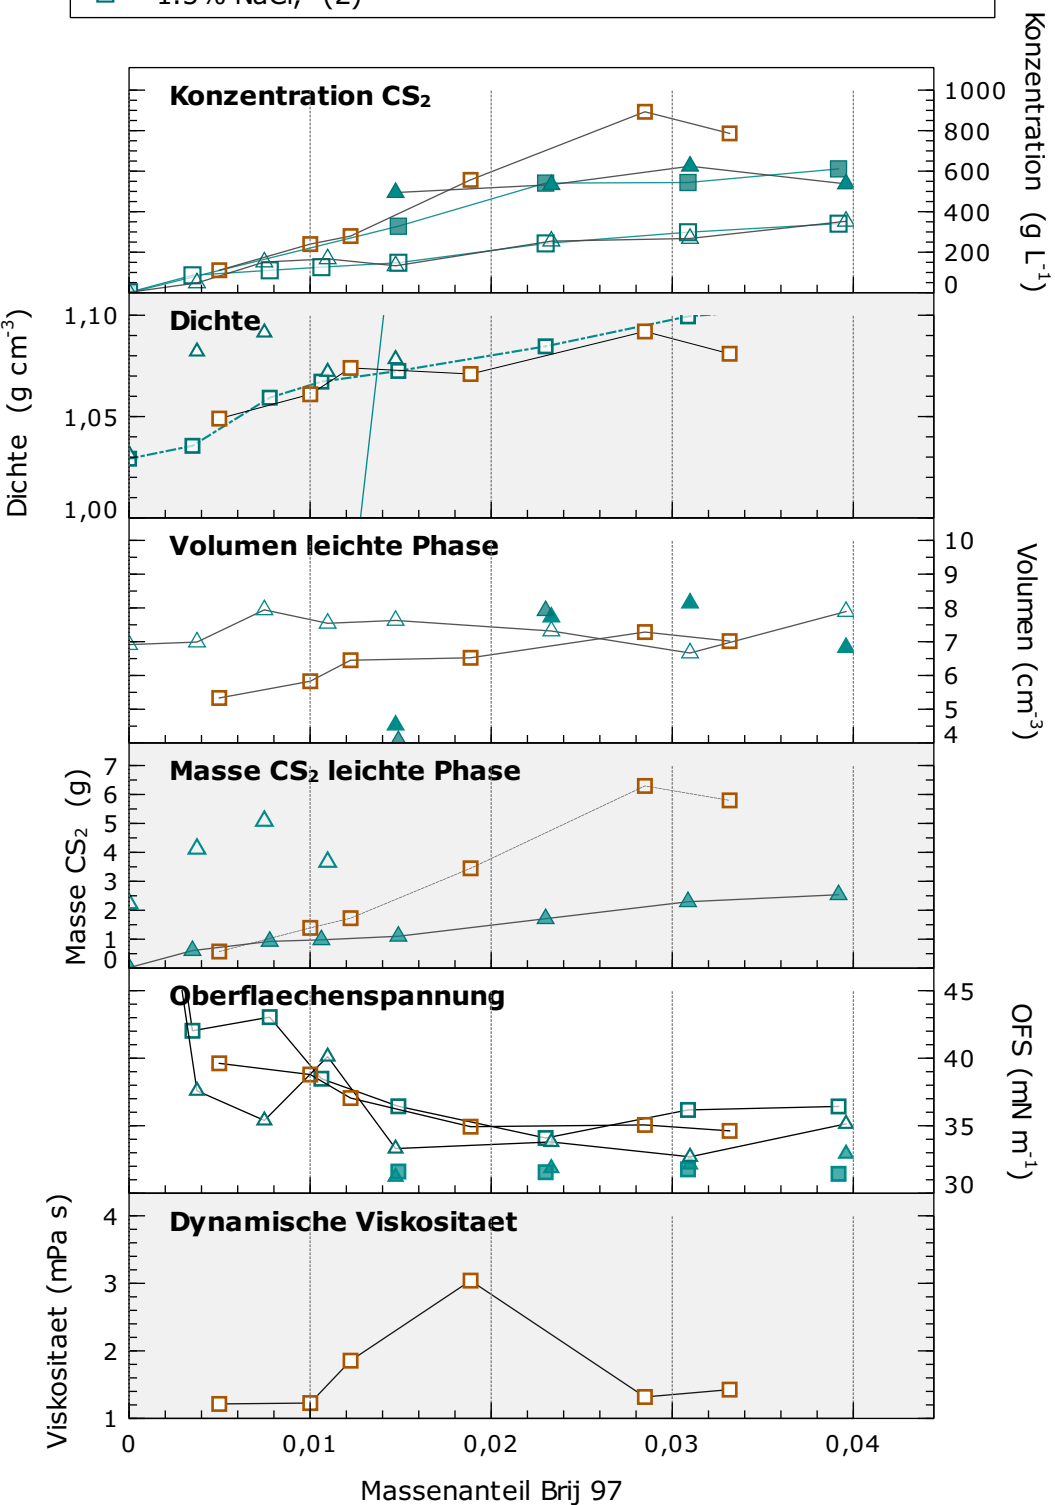 1.5% NaCl, (2)
Konzentration CS₂
1000
800
600
400
200
0
Konzentration (g L⁻¹)
Dichte
1,10
1,05
1,00
Dichte (g cm⁻³)
Volumen leichte Phase
10
9
8
7
6
5
4
Volumen (cm⁻³)
Masse CS₂ leichte Phase
7
6
5
4
3
2
1
0
Masse CS₂ (g)
Oberflaechenspannung
45
40
35
30
OFS (mN m⁻¹)
Dynamische Viskositaet
4
3
2
1
Viskositaet (mPa s)
0 0,01 0,02 0,03 0,04
Massenanteil Brij 97